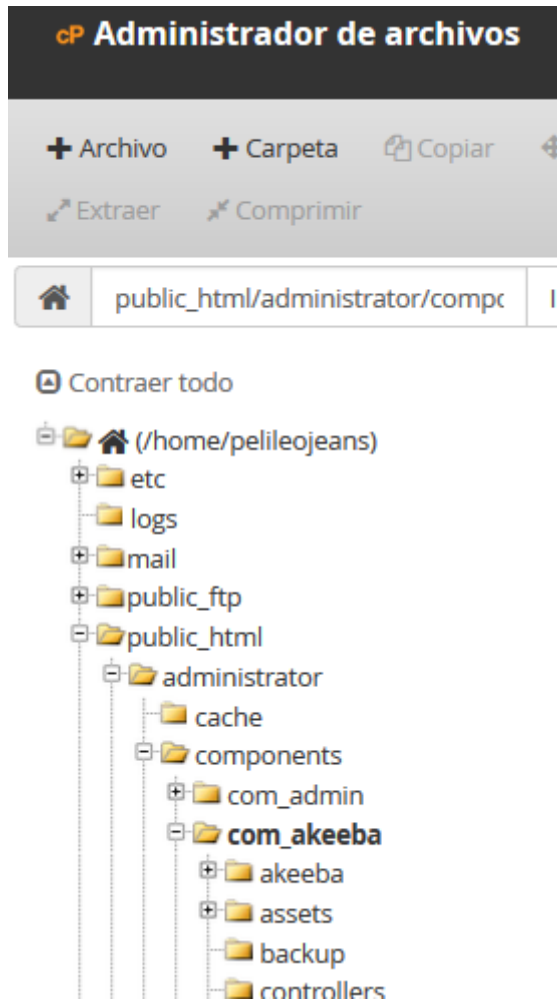 cP Administrador de archivos
Archivo Carpeta Copiar
Extraer Comprimir
public_html/administrator/compo
Contraer todo
(/home/pelileojeans)
etc
logs
mail
public_ftp
public_html
administrator
cache
components
com_admin
com_akeeba
akeeba
assets
backup
controllers